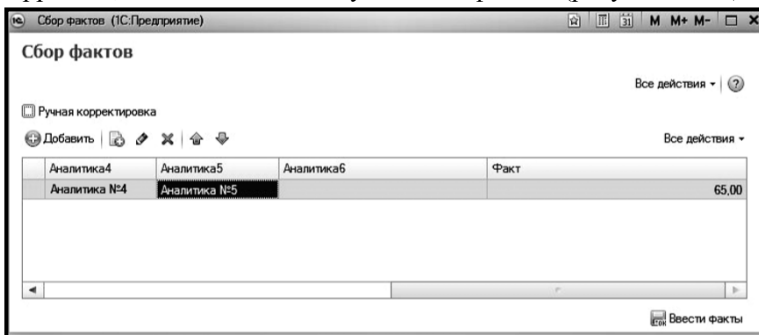 Сбор фактов (1С:Предприятие)
31 M M+ M-
Сбор фактов
Все действия
Ручная корректировка
Добавить
Все действия
Аналитика4 Аналитика5 Аналитика6 Факт
Аналитика №4 Аналитика №5 65,00
Ввести факты